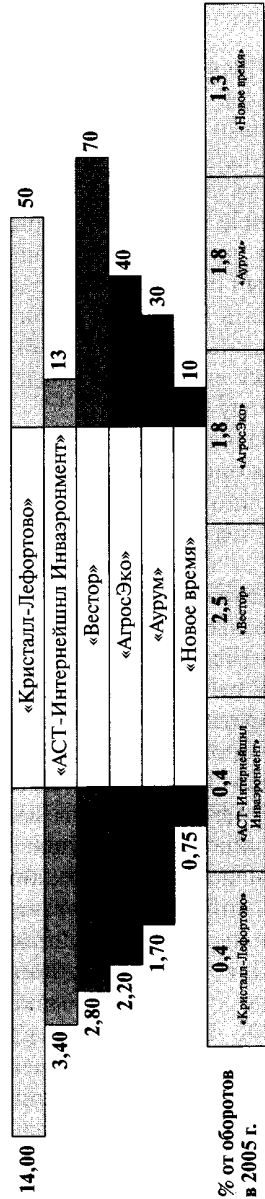 14,00 «Кристалл-Лефортово» 50
3,40 «АСТ-Интернейшнл Инваэронмент» 13
2,80 «Вестор» 70
2,20 «АгросЭко» 40
1,70 «Аурум» 30
0,75 «Новое время» 10
% от оборотов
в 2005 г.
0,4
«Кристалл-Лефортово»
0,4
«АСТ-Интернейшнл
Инваэронмент»
2,5
«Вестор»
1,8
«АгросЭко»
1,8
«Аурум»
1,3
«Новое время»